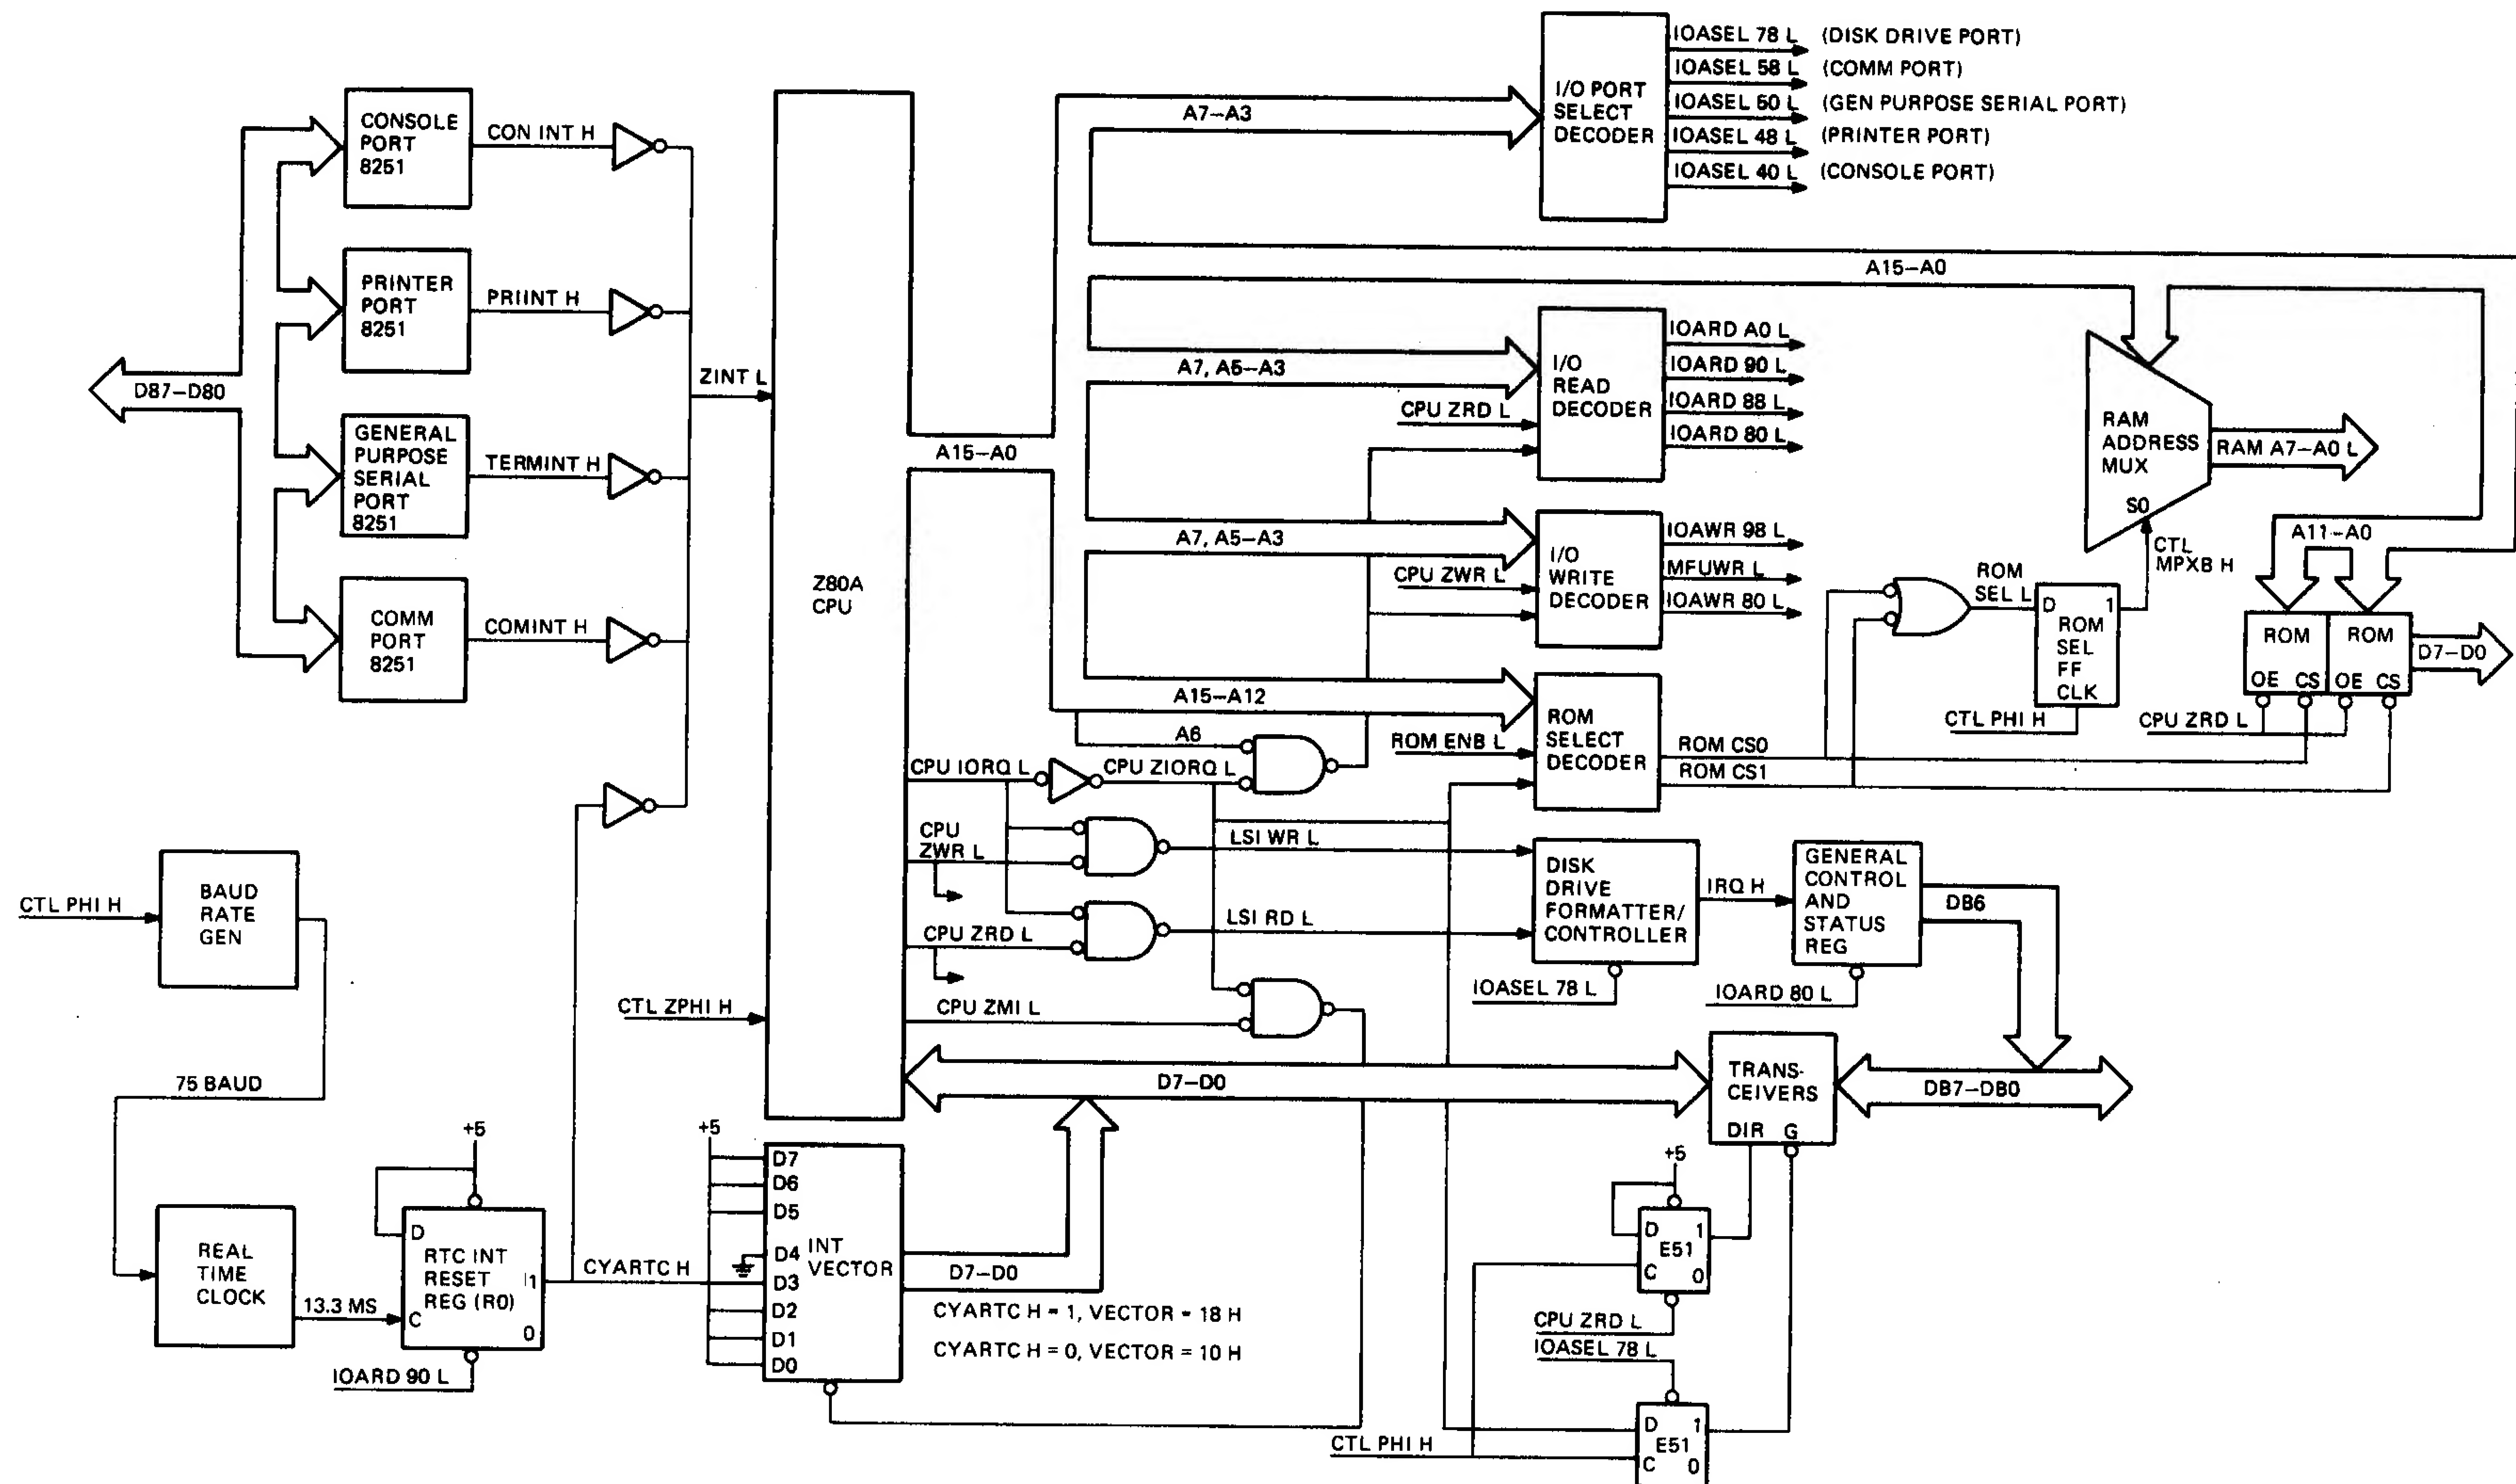 IOASEL 78 L (DISK DRIVE PORT)
IOASEL 58 L (COMM PORT)
IOASEL 50 L (GEN PURPOSE SERIAL PORT)
IOASEL 48 L (PRINTER PORT)
IOASEL 40 L (CONSOLE PORT)
I/O PORT
SELECT
DECODER
A7–A3
CONSOLE
PORT
8251
CON INT H
PRINTER
PORT
8251
PRIINT H
GENERAL
PURPOSE
SERIAL
PORT
8251
TERMINT H
COMM
PORT
8251
COMINT H
D87–D80
ZINT L
Z80A
CPU
A15–A0
A15–A0
A7, A6–A3
CPU ZRD L
I/O
READ
DECODER
IOARD A0 L
IOARD 90 L
IOARD 88 L
IOARD 80 L
A7, A5–A3
CPU ZWR L
I/O
WRITE
DECODER
IOAWR 98 L
MFUWR L
IOAWR 80 L
RAM
ADDRESS
MUX
S0
RAM A7–A0 L
CTL
MPXB H
A11–A0
ROM
SEL L
D 1
ROM
SEL
FF
CLK
CTL PHI H
ROM ROM
OE CS OE CS
D7–D0
CPU ZRD L
A15–A12
A6
ROM ENB L
ROM
SELECT
DECODER
ROM CS0
ROM CS1
CPU IORQ L
CPU ZIORQ L
CPU
ZWR L
LSI WR L
CPU ZRD L
LSI RD L
CPU ZMI L
DISK
DRIVE
FORMATTER/
CONTROLLER
IOASEL 78 L
IRQ H
GENERAL
CONTROL
AND
STATUS
REG
DB6
IOARD 80 L
CTL PHI H
BAUD
RATE
GEN
CTL ZPHI H
75 BAUD
D7–D0
TRANS-
CEIVERS
DIR G
DB7–DB0
REAL
TIME
CLOCK
13.3 MS
+5
D
RTC INT
RESET
REG (R0)
1
C
0
IOARD 90 L
CYARTC H
+5
D7
D6
D5
D4
D3
D2
D1
D0
INT
VECTOR
D7–D0
CYARTC H = 1, VECTOR = 18 H
CYARTC H = 0, VECTOR = 10 H
+5
D 1
E51
C 0
CPU ZRD L
IOASEL 78 L
D 1
E51
C 0
CTL PHI H